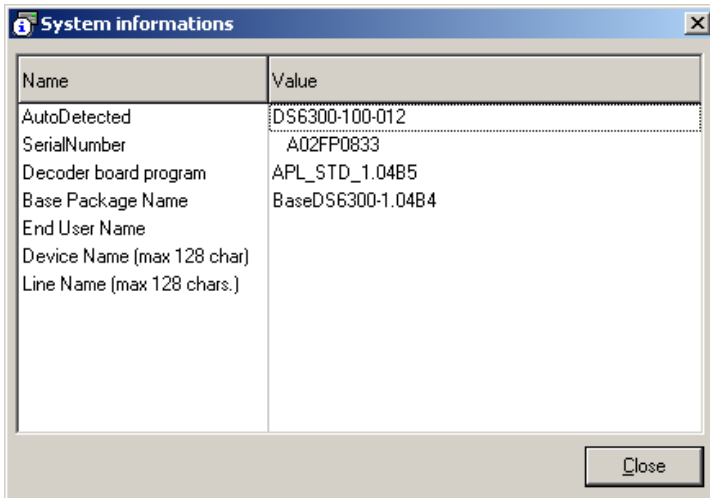 System informations
Name Value
AutoDetected DS6300-100-012
SerialNumber A02FP0833
Decoder board program APL_STD_1.04B5
Base Package Name BaseDS6300-1.04B4
End User Name
Device Name (max 128 char)
Line Name (max 128 chars.)
Close